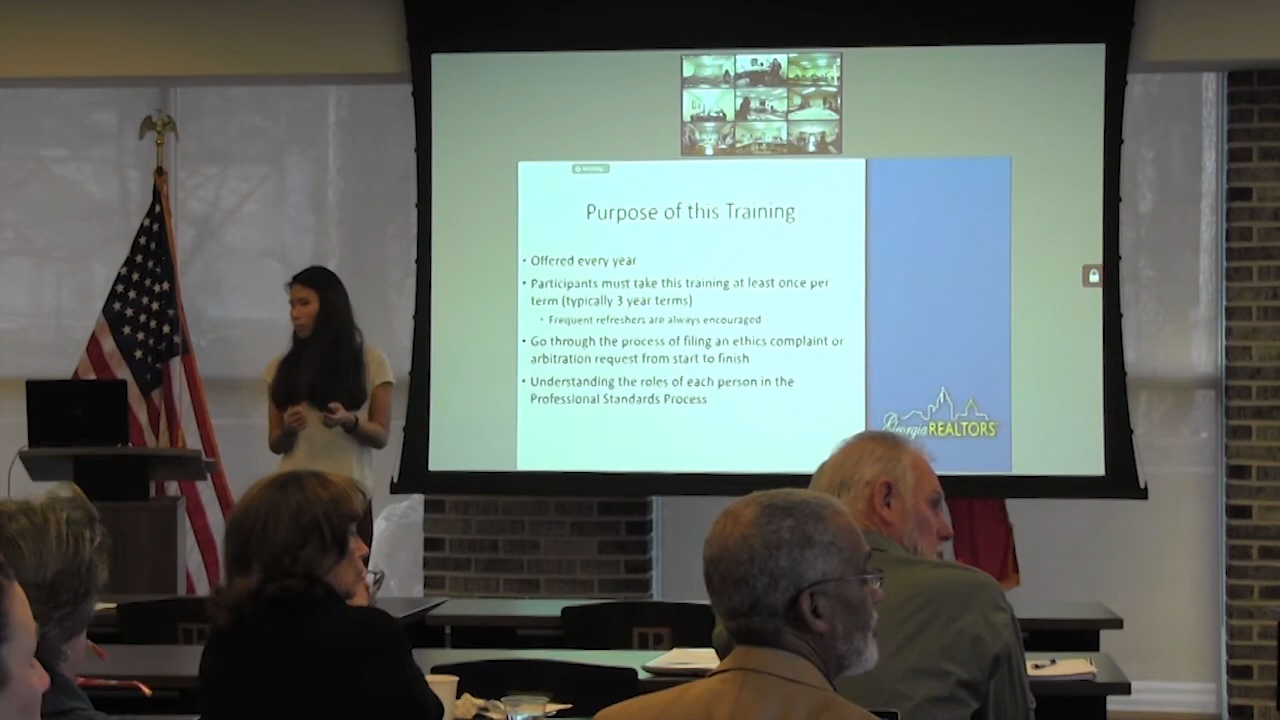 Purpose of this Training
• Offered every year
• Participants must take this training at least once per
term (typically 3 year terms)
• Frequent refreshers are always encouraged
• Go through the process of filing an ethics complaint or
arbitration request from start to finish
• Understanding the roles of each person in the
Professional Standards Process
Georgia REALTORS